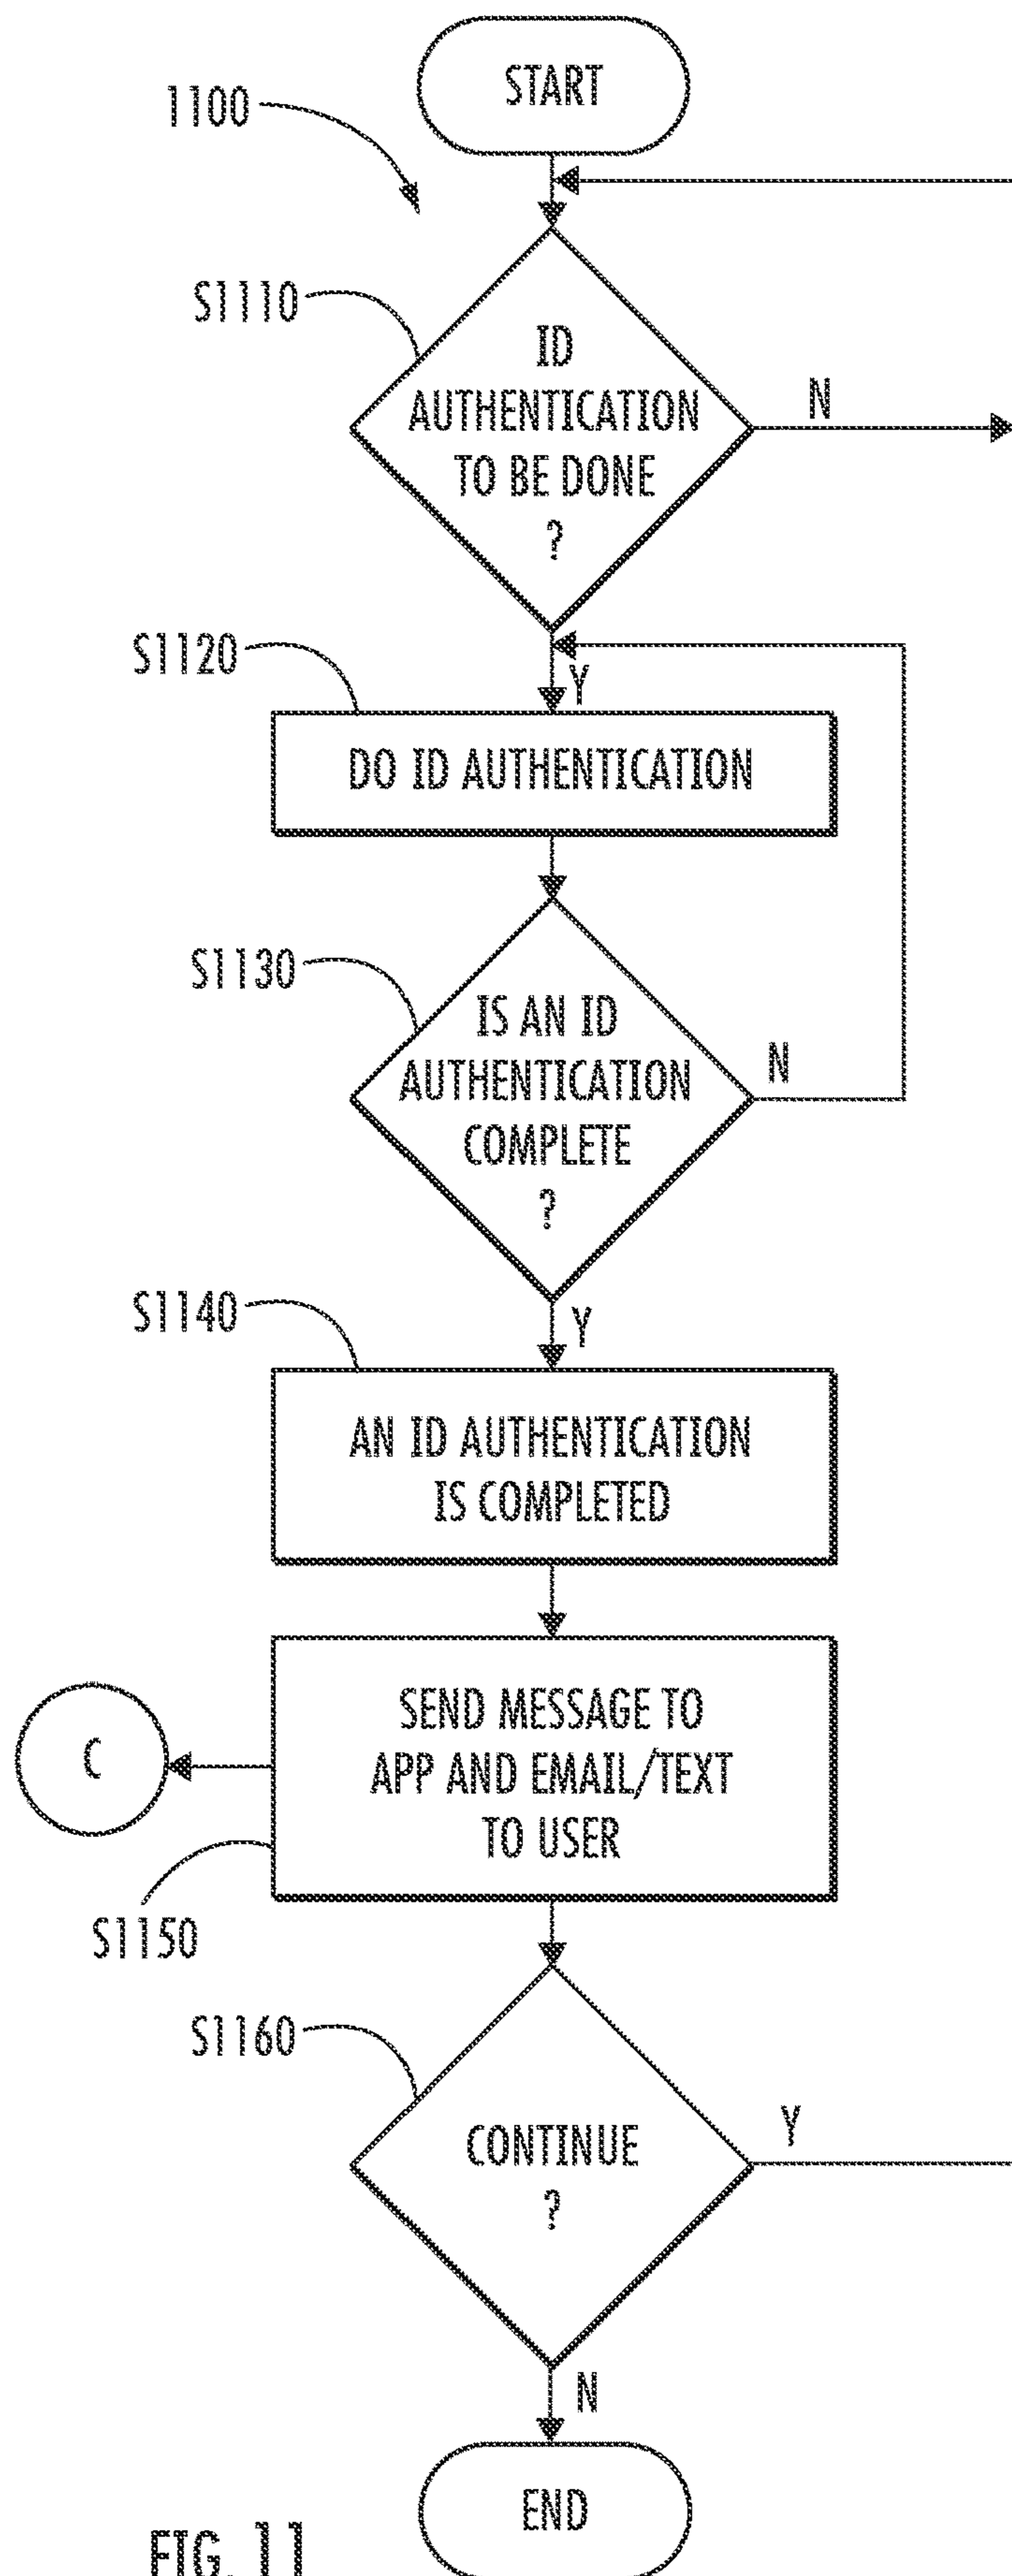 START
1100
S1110
ID
AUTHENTICATION
TO BE DONE
?
N
S1120
Y
DO ID AUTHENTICATION
S1130
IS AN ID
AUTHENTICATION
COMPLETE
?
N
S1140
Y
AN ID AUTHENTICATION
IS COMPLETED
SEND MESSAGE TO
APP AND EMAIL/TEXT
TO USER
C
S1150
S1160
CONTINUE
?
Y
N
END
FIG. 11